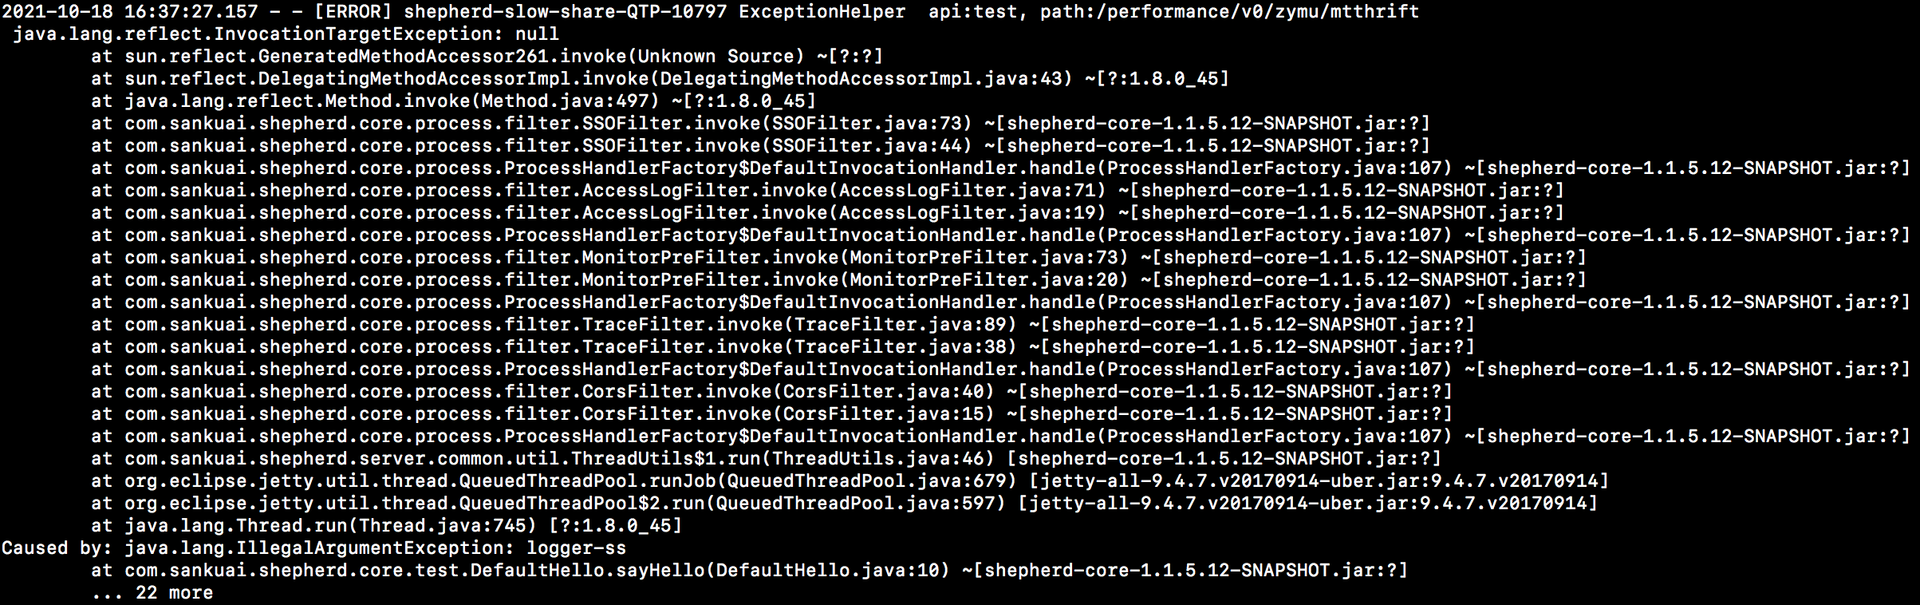 2021-10-18 16:37:27.157 - - [ERROR] shepherd-slow-share-QTP-10797 ExceptionHelper  api:test, path:/performance/v0/zymu/mtthrift
 java.lang.reflect.InvocationTargetException: null
        at sun.reflect.GeneratedMethodAccessor261.invoke(Unknown Source) ~[?:?]
        at sun.reflect.DelegatingMethodAccessorImpl.invoke(DelegatingMethodAccessorImpl.java:43) ~[?:1.8.0_45]
        at java.lang.reflect.Method.invoke(Method.java:497) ~[?:1.8.0_45]
        at com.sankuai.shepherd.core.process.filter.SSOFilter.invoke(SSOFilter.java:73) ~[shepherd-core-1.1.5.12-SNAPSHOT.jar:?]
        at com.sankuai.shepherd.core.process.filter.SSOFilter.invoke(SSOFilter.java:44) ~[shepherd-core-1.1.5.12-SNAPSHOT.jar:?]
        at com.sankuai.shepherd.core.process.ProcessHandlerFactory$DefaultInvocationHandler.handle(ProcessHandlerFactory.java:107) ~[shepherd-core-1.1.5.12-SNAPSHOT.jar:?]
        at com.sankuai.shepherd.core.process.filter.AccessLogFilter.invoke(AccessLogFilter.java:71) ~[shepherd-core-1.1.5.12-SNAPSHOT.jar:?]
        at com.sankuai.shepherd.core.process.filter.AccessLogFilter.invoke(AccessLogFilter.java:19) ~[shepherd-core-1.1.5.12-SNAPSHOT.jar:?]
        at com.sankuai.shepherd.core.process.ProcessHandlerFactory$DefaultInvocationHandler.handle(ProcessHandlerFactory.java:107) ~[shepherd-core-1.1.5.12-SNAPSHOT.jar:?]
        at com.sankuai.shepherd.core.process.filter.MonitorPreFilter.invoke(MonitorPreFilter.java:73) ~[shepherd-core-1.1.5.12-SNAPSHOT.jar:?]
        at com.sankuai.shepherd.core.process.filter.MonitorPreFilter.invoke(MonitorPreFilter.java:20) ~[shepherd-core-1.1.5.12-SNAPSHOT.jar:?]
        at com.sankuai.shepherd.core.process.ProcessHandlerFactory$DefaultInvocationHandler.handle(ProcessHandlerFactory.java:107) ~[shepherd-core-1.1.5.12-SNAPSHOT.jar:?]
        at com.sankuai.shepherd.core.process.filter.TraceFilter.invoke(TraceFilter.java:89) ~[shepherd-core-1.1.5.12-SNAPSHOT.jar:?]
        at com.sankuai.shepherd.core.process.filter.TraceFilter.invoke(TraceFilter.java:38) ~[shepherd-core-1.1.5.12-SNAPSHOT.jar:?]
        at com.sankuai.shepherd.core.process.ProcessHandlerFactory$DefaultInvocationHandler.handle(ProcessHandlerFactory.java:107) ~[shepherd-core-1.1.5.12-SNAPSHOT.jar:?]
        at com.sankuai.shepherd.core.process.filter.CorsFilter.invoke(CorsFilter.java:40) ~[shepherd-core-1.1.5.12-SNAPSHOT.jar:?]
        at com.sankuai.shepherd.core.process.filter.CorsFilter.invoke(CorsFilter.java:15) ~[shepherd-core-1.1.5.12-SNAPSHOT.jar:?]
        at com.sankuai.shepherd.core.process.ProcessHandlerFactory$DefaultInvocationHandler.handle(ProcessHandlerFactory.java:107) ~[shepherd-core-1.1.5.12-SNAPSHOT.jar:?]
        at com.sankuai.shepherd.server.common.util.ThreadUtils$1.run(ThreadUtils.java:46) [shepherd-core-1.1.5.12-SNAPSHOT.jar:?]
        at org.eclipse.jetty.util.thread.QueuedThreadPool.runJob(QueuedThreadPool.java:679) [jetty-all-9.4.7.v20170914-uber.jar:9.4.7.v20170914]
        at org.eclipse.jetty.util.thread.QueuedThreadPool$2.run(QueuedThreadPool.java:597) [jetty-all-9.4.7.v20170914-uber.jar:9.4.7.v20170914]
        at java.lang.Thread.run(Thread.java:745) [?:1.8.0_45]
Caused by: java.lang.IllegalArgumentException: logger-ss
        at com.sankuai.shepherd.core.test.DefaultHello.sayHello(DefaultHello.java:10) ~[shepherd-core-1.1.5.12-SNAPSHOT.jar:?]
        ... 22 more